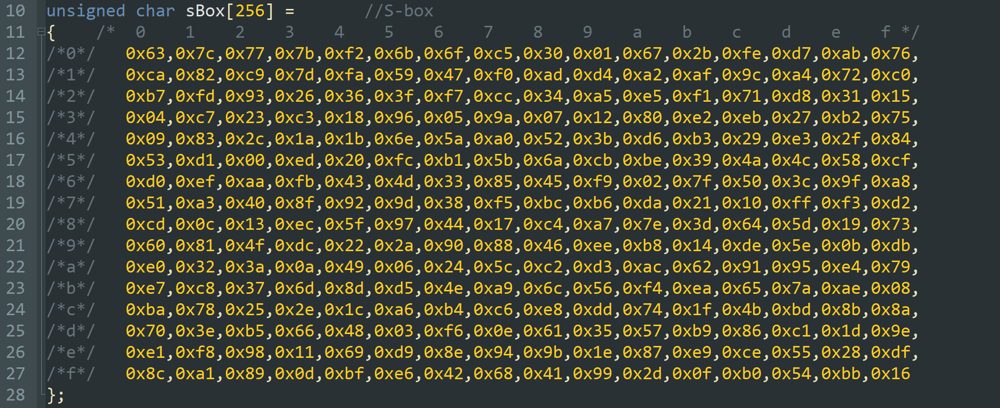 10 unsigned char sBox[256] =       //S-box
11 {    /*  0    1    2    3    4    5    6    7    8    9    a    b    c    d    e    f */
12 /*0*/   0x63,0x7c,0x77,0x7b,0xf2,0x6b,0x6f,0xc5,0x30,0x01,0x67,0x2b,0xfe,0xd7,0xab,0x76,
13 /*1*/   0xca,0x82,0xc9,0x7d,0xfa,0x59,0x47,0xf0,0xad,0xd4,0xa2,0xaf,0x9c,0xa4,0x72,0xc0,
14 /*2*/   0xb7,0xfd,0x93,0x26,0x36,0x3f,0xf7,0xcc,0x34,0xa5,0xe5,0xf1,0x71,0xd8,0x31,0x15,
15 /*3*/   0x04,0xc7,0x23,0xc3,0x18,0x96,0x05,0x9a,0x07,0x12,0x80,0xe2,0xeb,0x27,0xb2,0x75,
16 /*4*/   0x09,0x83,0x2c,0x1a,0x1b,0x6e,0x5a,0xa0,0x52,0x3b,0xd6,0xb3,0x29,0xe3,0x2f,0x84,
17 /*5*/   0x53,0xd1,0x00,0xed,0x20,0xfc,0xb1,0x5b,0x6a,0xcb,0xbe,0x39,0x4a,0x4c,0x58,0xcf,
18 /*6*/   0xd0,0xef,0xaa,0xfb,0x43,0x4d,0x33,0x85,0x45,0xf9,0x02,0x7f,0x50,0x3c,0x9f,0xa8,
19 /*7*/   0x51,0xa3,0x40,0x8f,0x92,0x9d,0x38,0xf5,0xbc,0xb6,0xda,0x21,0x10,0xff,0xf3,0xd2,
20 /*8*/   0xcd,0x0c,0x13,0xec,0x5f,0x97,0x44,0x17,0xc4,0xa7,0x7e,0x3d,0x64,0x5d,0x19,0x73,
21 /*9*/   0x60,0x81,0x4f,0xdc,0x22,0x2a,0x90,0x88,0x46,0xee,0xb8,0x14,0xde,0x5e,0x0b,0xdb,
22 /*a*/   0xe0,0x32,0x3a,0x0a,0x49,0x06,0x24,0x5c,0xc2,0xd3,0xac,0x62,0x91,0x95,0xe4,0x79,
23 /*b*/   0xe7,0xc8,0x37,0x6d,0x8d,0xd5,0x4e,0xa9,0x6c,0x56,0xf4,0xea,0x65,0x7a,0xae,0x08,
24 /*c*/   0xba,0x78,0x25,0x2e,0x1c,0xa6,0xb4,0xc6,0xe8,0xdd,0x74,0x1f,0x4b,0xbd,0x8b,0x8a,
25 /*d*/   0x70,0x3e,0xb5,0x66,0x48,0x03,0xf6,0x0e,0x61,0x35,0x57,0xb9,0x86,0xc1,0x1d,0x9e,
26 /*e*/   0xe1,0xf8,0x98,0x11,0x69,0xd9,0x8e,0x94,0x9b,0x1e,0x87,0xe9,0xce,0x55,0x28,0xdf,
27 /*f*/   0x8c,0xa1,0x89,0x0d,0xbf,0xe6,0x42,0x68,0x41,0x99,0x2d,0x0f,0xb0,0x54,0xbb,0x16
28 };